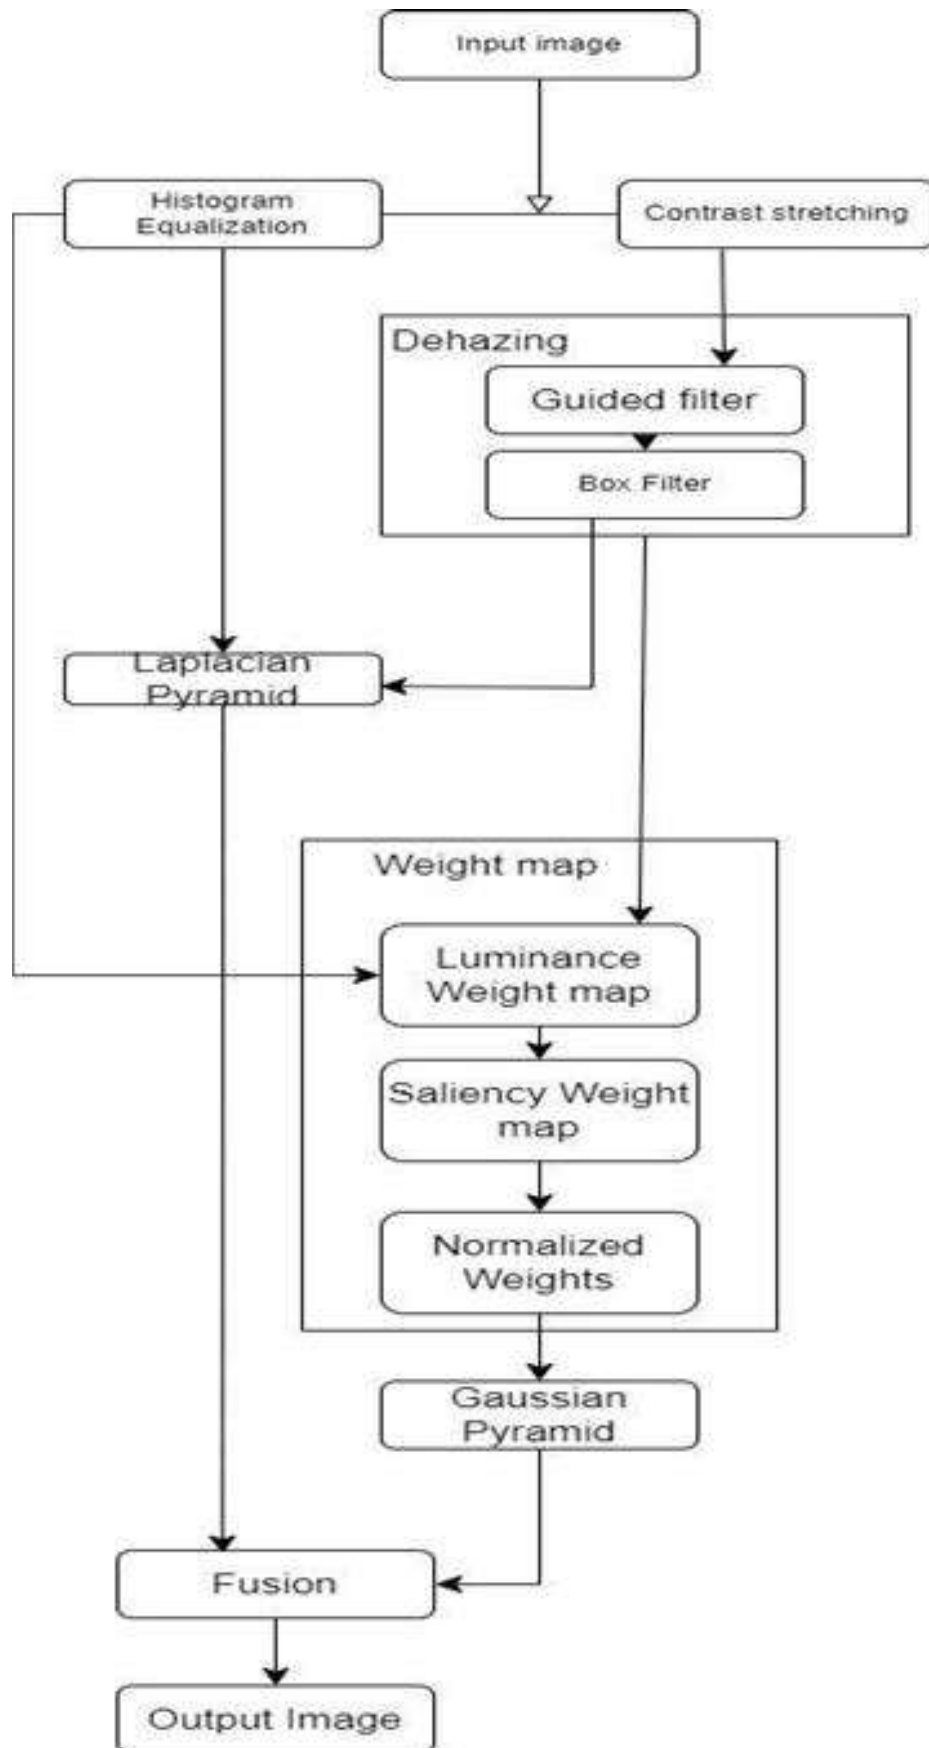 Input image
Histogram
Equalization
Contrast stretching
Dehazing
Guided filter
Box Filter
Laplacian
Pyramid
Weight map
Luminance
Weight map
Saliency Weight
map
Normalized
Weights
Gaussian
Pyramid
Fusion
Output Image